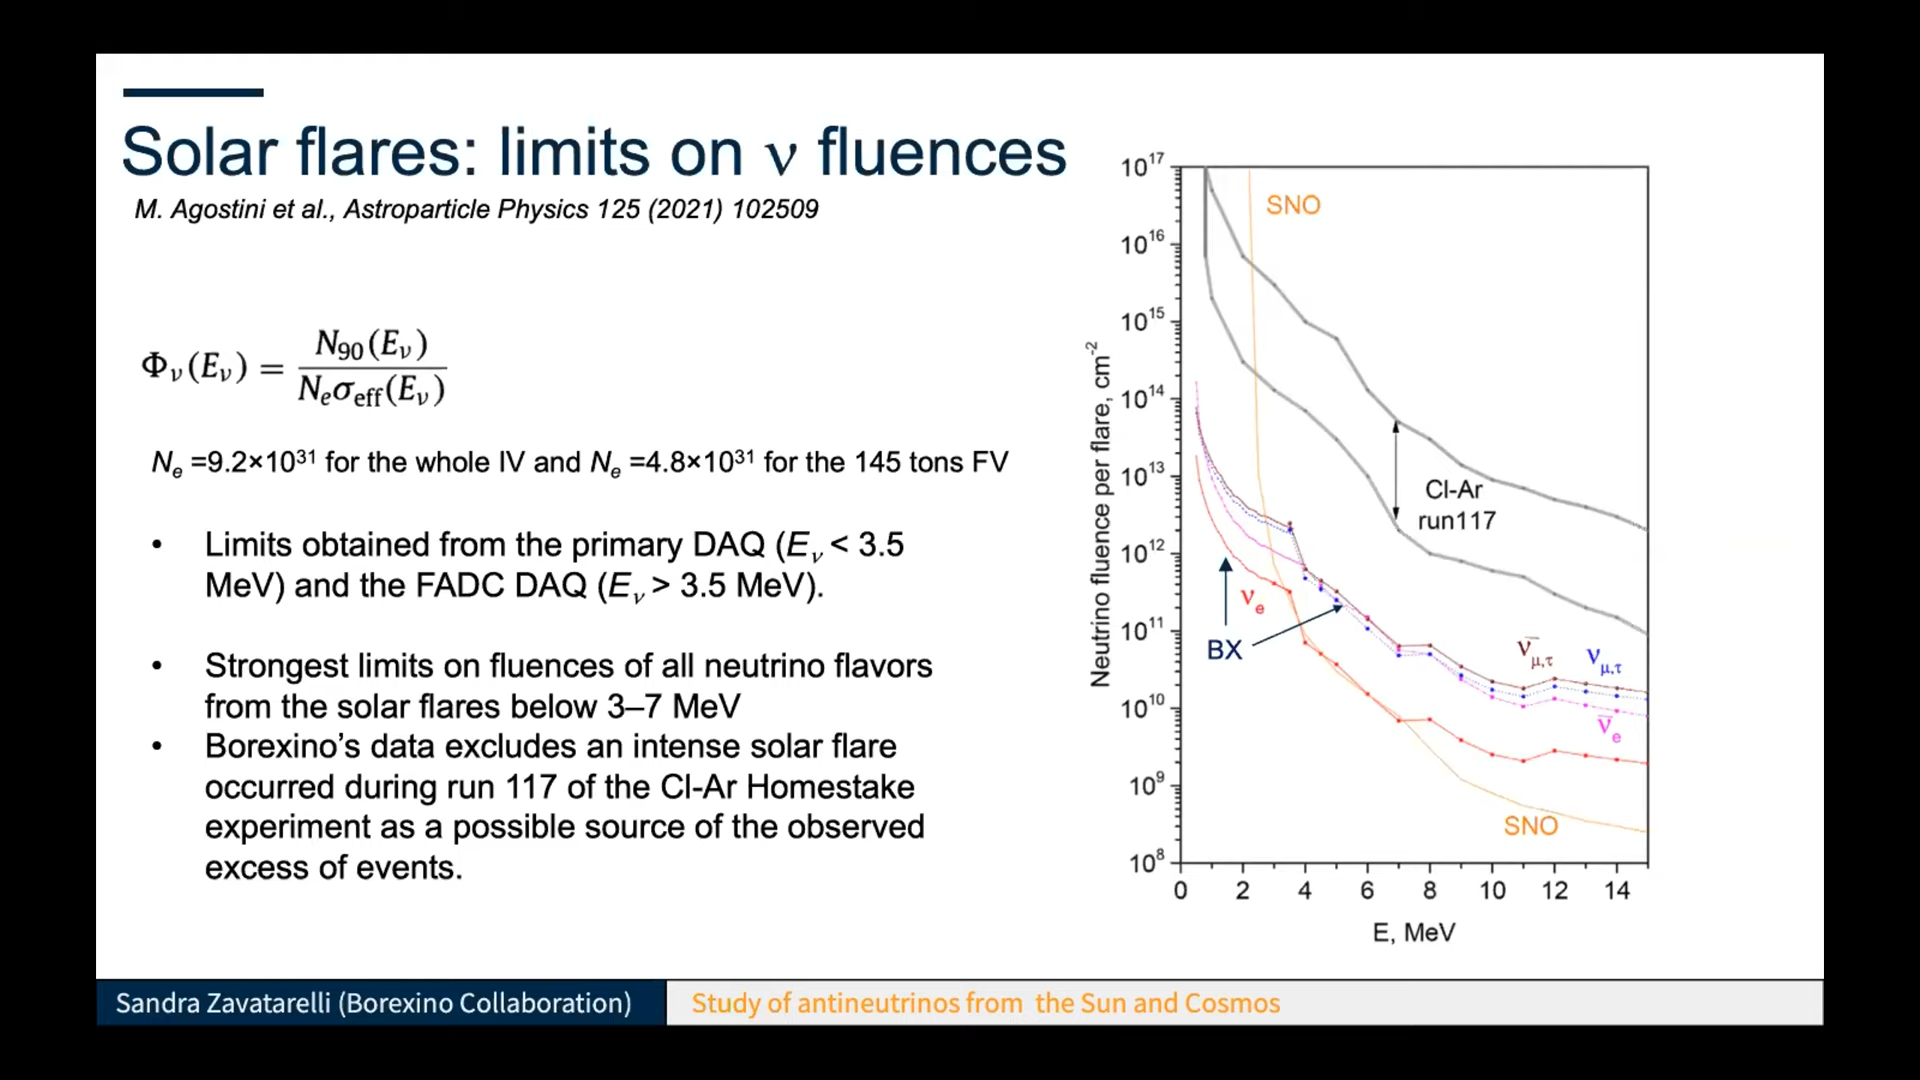 Solar flares: limits on ν fluences
M. Agostini et al., Astroparticle Physics 125 (2021) 102509
Φν(Eν) = N90(Eν) / Neσeff(Eν)
Ne =9.2×10³¹ for the whole IV and Ne =4.8×10³¹ for the 145 tons FV
• Limits obtained from the primary DAQ (Eν < 3.5
MeV) and the FADC DAQ (Eν > 3.5 MeV).
• Strongest limits on fluences of all neutrino flavors
from the solar flares below 3–7 MeV
• Borexino's data excludes an intense solar flare
occurred during run 117 of the Cl-Ar Homestake
experiment as a possible source of the observed
excess of events.
Neutrino fluence per flare, cm⁻²
10¹⁷
10¹⁶
10¹⁵
10¹⁴
10¹³
10¹²
10¹¹
10¹⁰
10⁹
10⁸
SNO
Cl-Ar
run117
νe
BX
ν̅μ,τ
νμ,τ
ν̅e
SNO
0 2 4 6 8 10 12 14
E, MeV
Sandra Zavatarelli (Borexino Collaboration)
Study of antineutrinos from the Sun and Cosmos